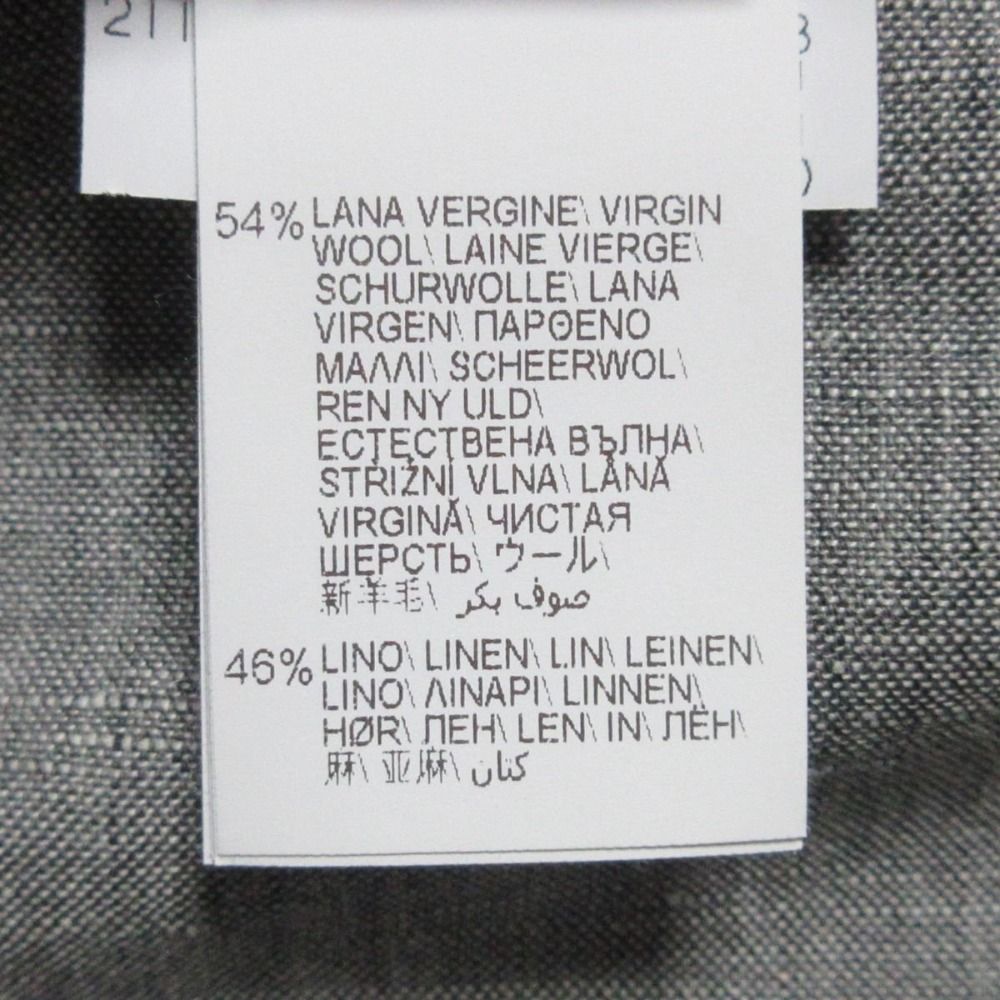 211
54% LANA VERGINE\ VIRGIN
WOOL\ LAINE VIERGE\
SCHURWOLLE\ LANA
VIRGEN\ ΠΑΡΘΕΝΟ
ΜΑΛΛΙ\ SCHEERWOL\
REN NY ULD\
ЕСТЕСТВЕНА ВЪЛНА\
STŘIŽNÍ VLNA\ LÂNĂ
VIRGINĂ\ ЧИСТАЯ
ШЕРСТЬ\ ウール\
新羊毛\ صوف بكر
46% LINO\ LINEN\ LIN\ LEINEN\
LINO\ ΛΙΝΑΡΙ\ LINNEN\
HØR\ ЛЕН\ LEN\ IN\ ЛЁН\
麻\ 亚麻\ كتان